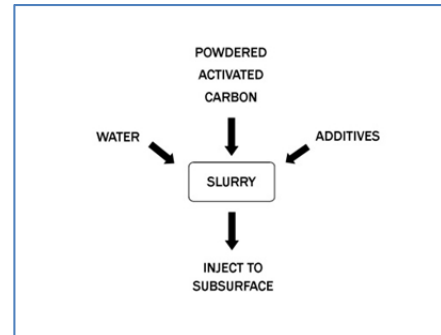 POWDERED
ACTIVATED
CARBON
WATER
ADDITIVES
SLURRY
INJECT TO
SUBSURFACE